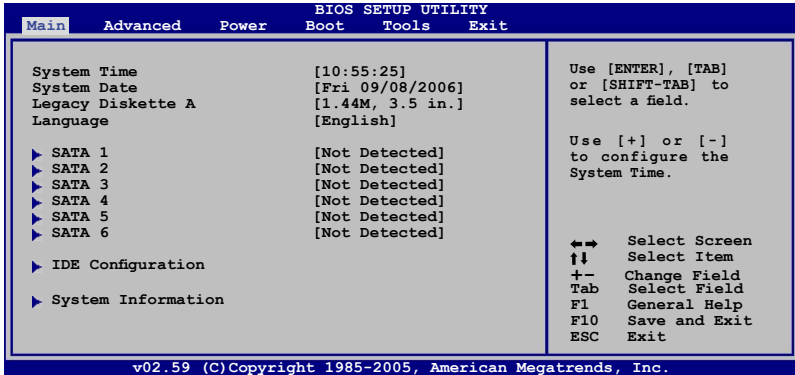 BIOS SETUP UTILITY
Main Advanced Power Boot Tools Exit
System Time [10:55:25]
System Date [Fri 09/08/2006]
Legacy Diskette A [1.44M, 3.5 in.]
Language [English]
SATA 1 [Not Detected]
SATA 2 [Not Detected]
SATA 3 [Not Detected]
SATA 4 [Not Detected]
SATA 5 [Not Detected]
SATA 6 [Not Detected]
IDE Configuration
System Information
Use [ENTER], [TAB]
or [SHIFT-TAB] to
select a field.
Use [+] or [-]
to configure the
System Time.
←→ Select Screen
↑↓ Select Item
+- Change Field
Tab Select Field
F1 General Help
F10 Save and Exit
ESC Exit
v02.59 (C)Copyright 1985-2005, American Megatrends, Inc.